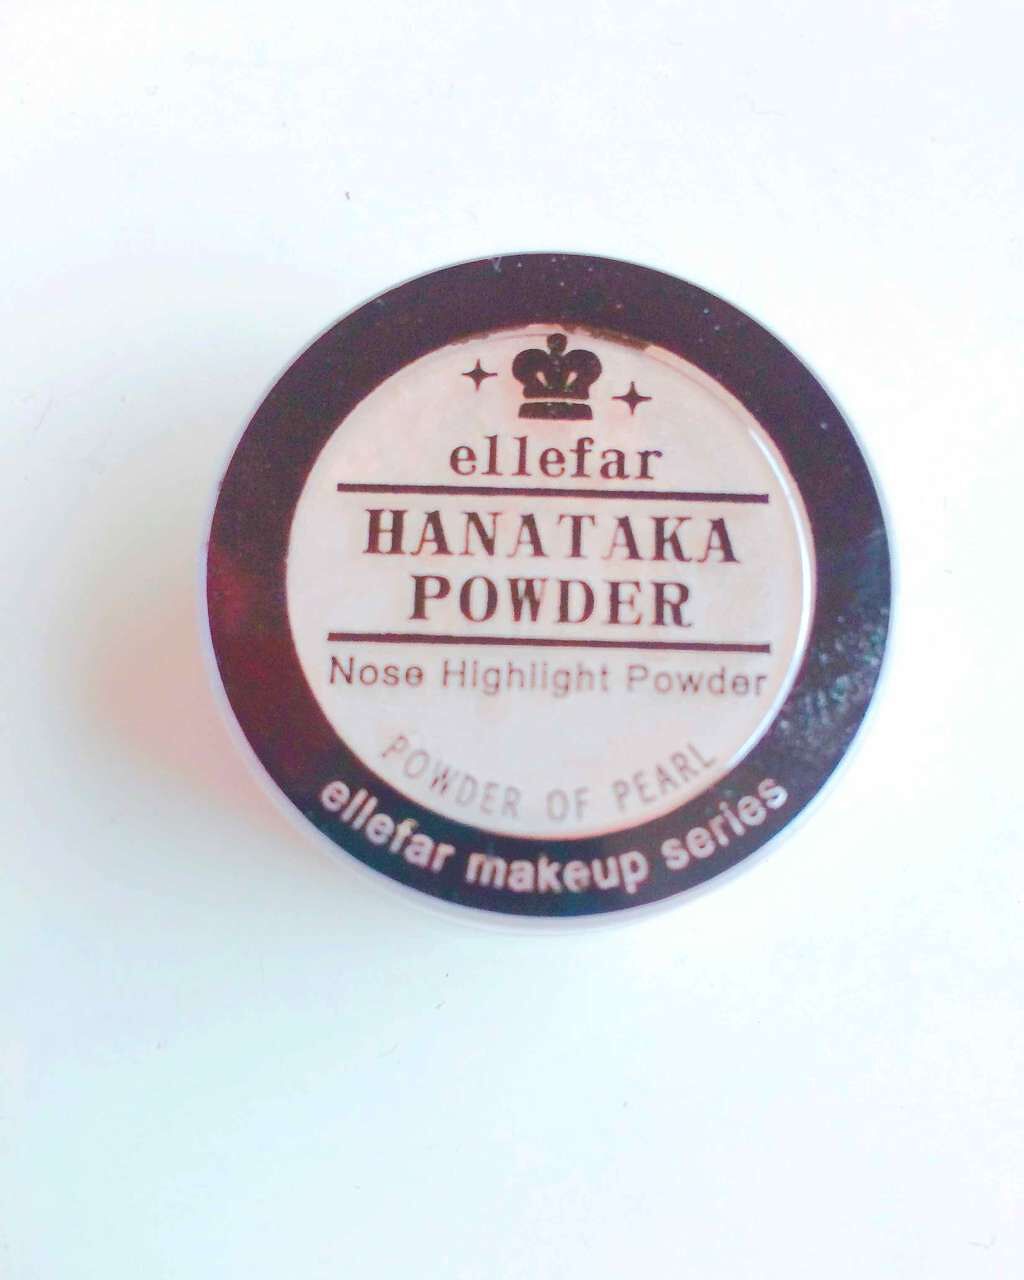 ellefar
HANATAKA
POWDER
Nose Highlight Powder
POWDER OF PEARL
ellefar makeup series